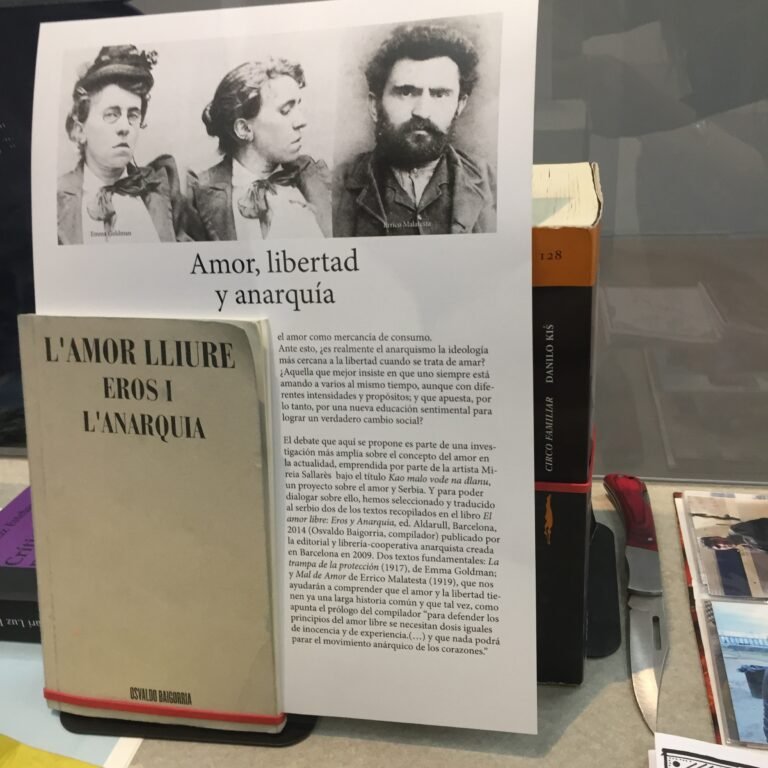 Emma Goldman
Errico Malatesta
Amor, libertad
y anarquía
el amor como mercancía de consumo.
Ante esto, ¿es realmente el anarquismo la ideología
más cercana a la libertad cuando se trata de amar?
¿Aquella que mejor insiste en que uno siempre está
amando a varios al mismo tiempo, aunque con dife-
rentes intensidades y propósitos; y que apuesta, por
lo tanto, por una nueva educación sentimental para
lograr un verdadero cambio social?
El debate que aquí se propone es parte de una inves-
tigación más amplia sobre el concepto del amor en
la actualidad, emprendida por parte de la artista Mi-
reia Sallarès bajo el título Kao malo vode na dlanu,
un proyecto sobre el amor y Serbia. Y para poder
dialogar sobre ello, hemos seleccionado y traducido
al serbio dos de los textos recopilados en el libro El
amor libre: Eros y Anarquia, ed. Aldarull, Barcelona,
2014 (Osvaldo Baigorria, compilador) publicado por
la editorial y librería-cooperativa anarquista creada
en Barcelona en 2009. Dos textos fundamentales: La
trampa de la protección (1917), de Emma Goldman;
y Mal de Amor de Errico Malatesta (1919), que nos
ayudarán a comprender que el amor y la libertad tie-
nen ya una larga historia común y que tal vez, como
apunta el prólogo del compilador "para defender los
principios del amor libre se necesitan dosis iguales
de inocencia y de experiencia.(…) y que nada podrá
parar el movimiento anárquico de los corazones."
L'AMOR LLIURE
EROS I
L'ANARQUIA
OSVALDO BAIGORRIA
128
CIRCO FAMILIAR DANILO KIŠ